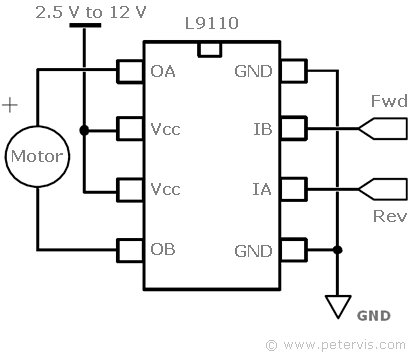 2.5 V to 12 V
L9110
OA
GND
+
Fwd
Vcc
IB
Motor
Vcc
IA
Rev
OB
GND
GND
© www.petervis.com